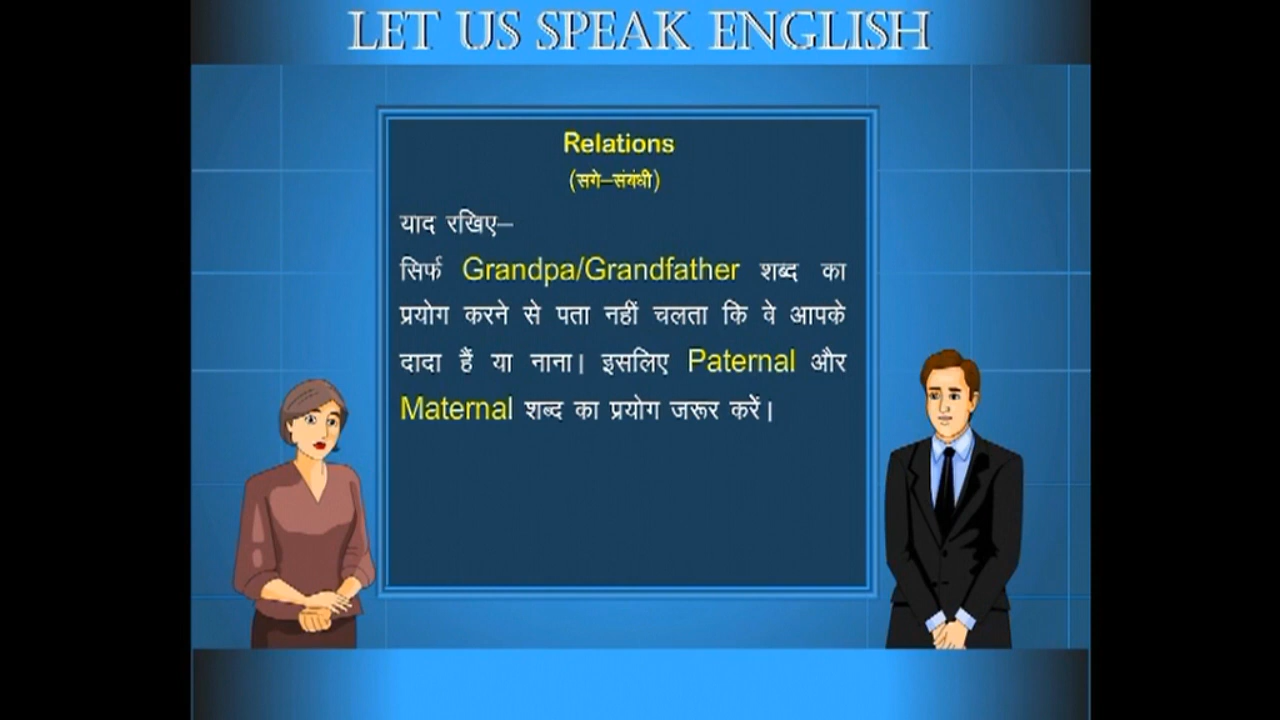 LET US SPEAK ENGLISH
Relations
(सगे–संबंधी)
याद रखिए–
सिर्फ Grandpa/Grandfather शब्द का
प्रयोग करने से पता नहीं चलता कि वे आपके
दादा हैं या नाना। इसलिए Paternal और
Maternal शब्द का प्रयोग जरूर करें।